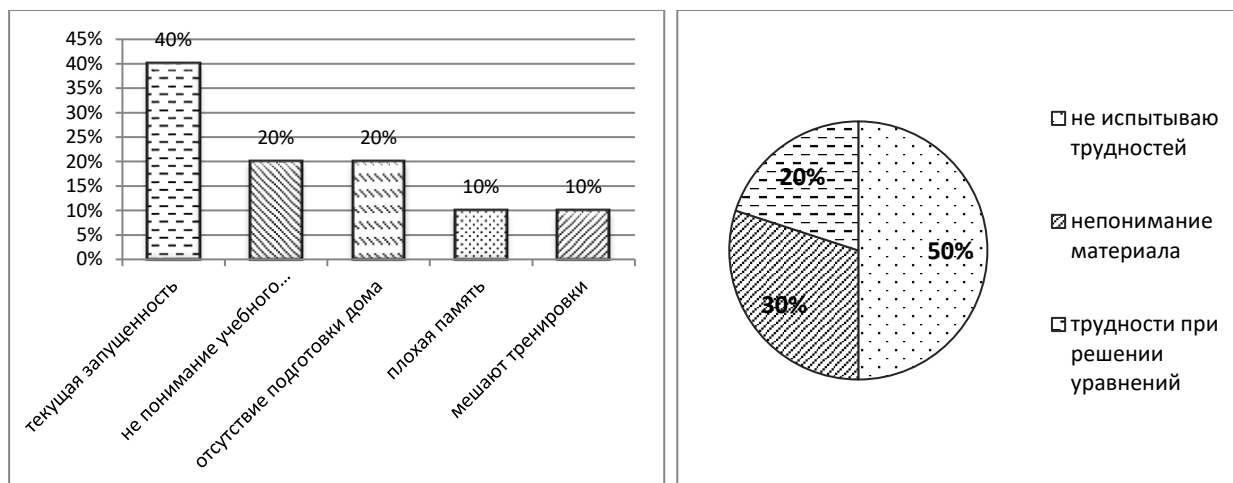 45%
40%
35%
30%
25%
20%
15%
10%
5%
0%
40%
20%
20%
10%
10%
текущая запущенность
не понимание учебного…
отсутствие подготовки дома
плохая память
мешают тренировки
20%
50%
30%
не испытываю
трудностей
непонимание
материала
трудности при
решении
уравнений